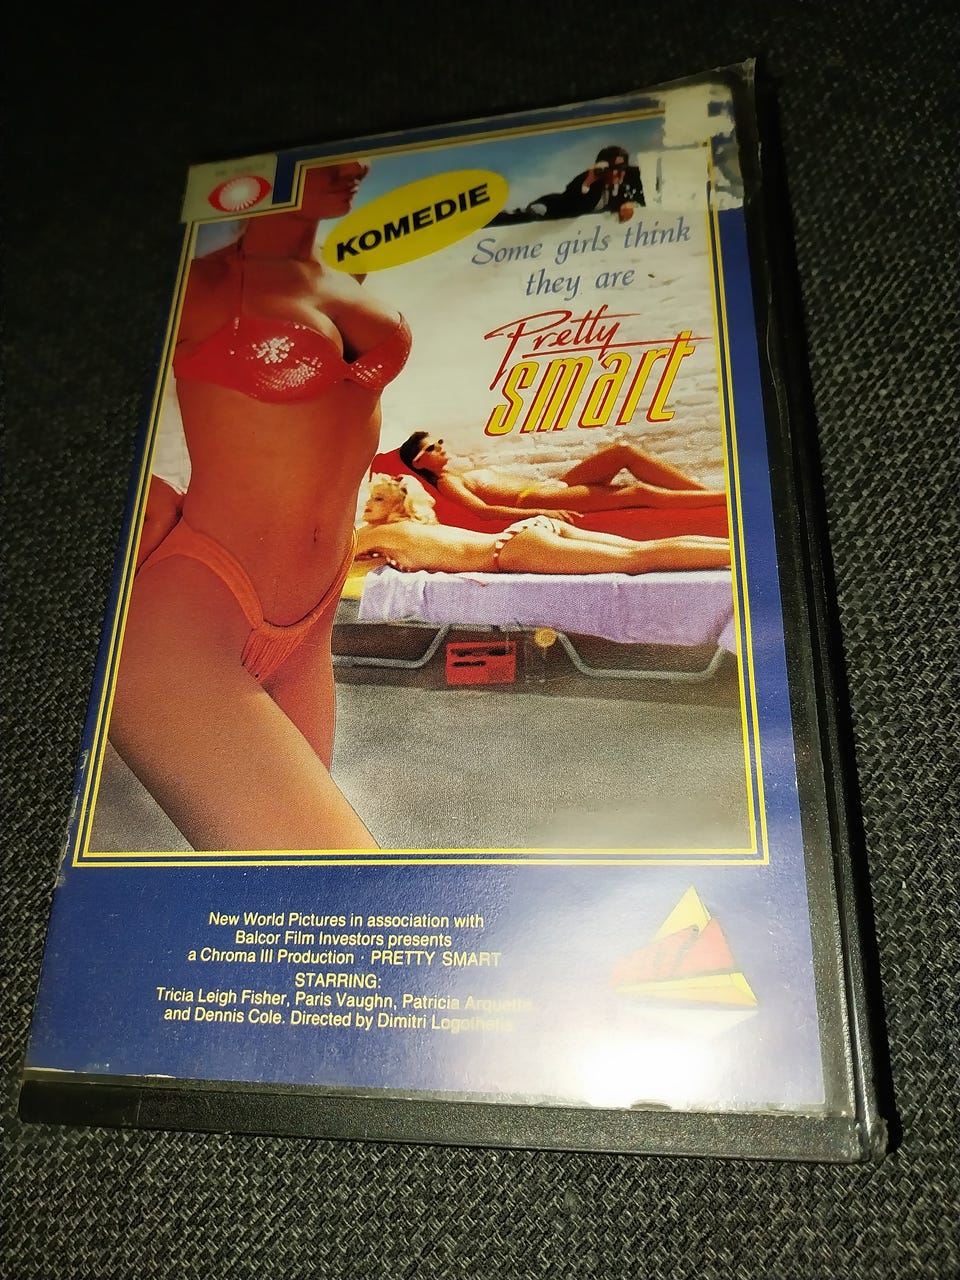 KOMEDIE
Some girls think
they are
Pretty
smart
New World Pictures in association with
Balcor Film Investors presents
a Chroma III Production · PRETTY SMART
STARRING:
Tricia Leigh Fisher, Paris Vaughn, Patricia Arquette
and Dennis Cole. Directed by Dimitri Logothetis